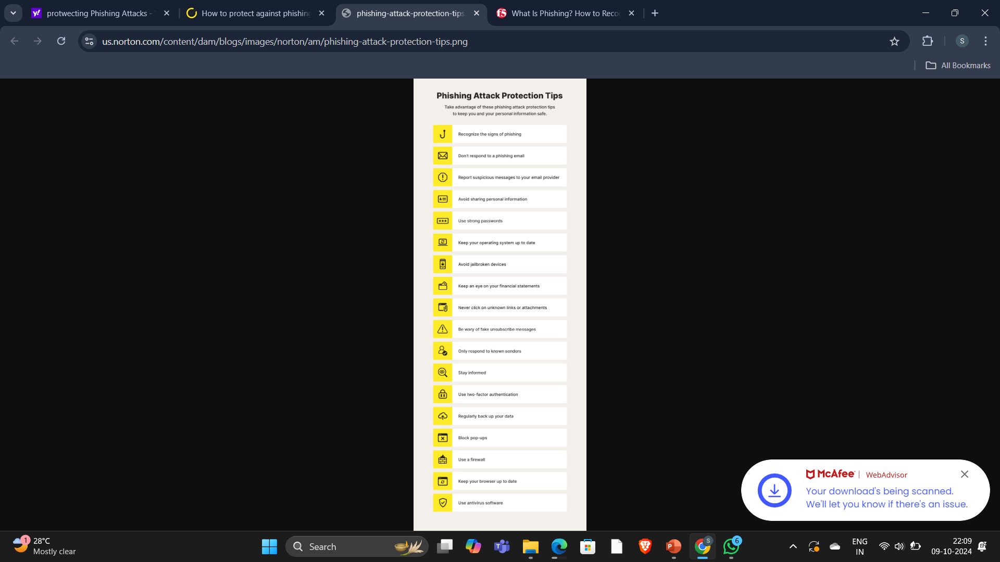 protwecting Phishing Attacks -
How to protect against phishing
phishing-attack-protection-tips
What Is Phishing? How to Reco
us.norton.com/content/dam/blogs/images/norton/am/phishing-attack-protection-tips.png
S
All Bookmarks
Phishing Attack Protection Tips
Take advantage of these phishing attack protection tips
to keep you and your personal information safe.
Recognize the signs of phishing
Don't respond to a phishing email
Report suspicious messages to your email provider
Avoid sharing personal information
Use strong passwords
Keep your operating system up to date
Avoid jailbroken devices
Keep an eye on your financial statements
Never click on unknown links or attachments
Be wary of fake unsubscribe messages
Only respond to known senders
Stay informed
Use two-factor authentication
Regularly back up your data
Block pop-ups
Use a firewall
Keep your browser up to date
Use antivirus software
McAfee | WebAdvisor
Your download's being scanned.
We'll let you know if there's an issue.
1
28°C
Mostly clear
Search
S
6
ENG
IN
22:09
09-10-2024